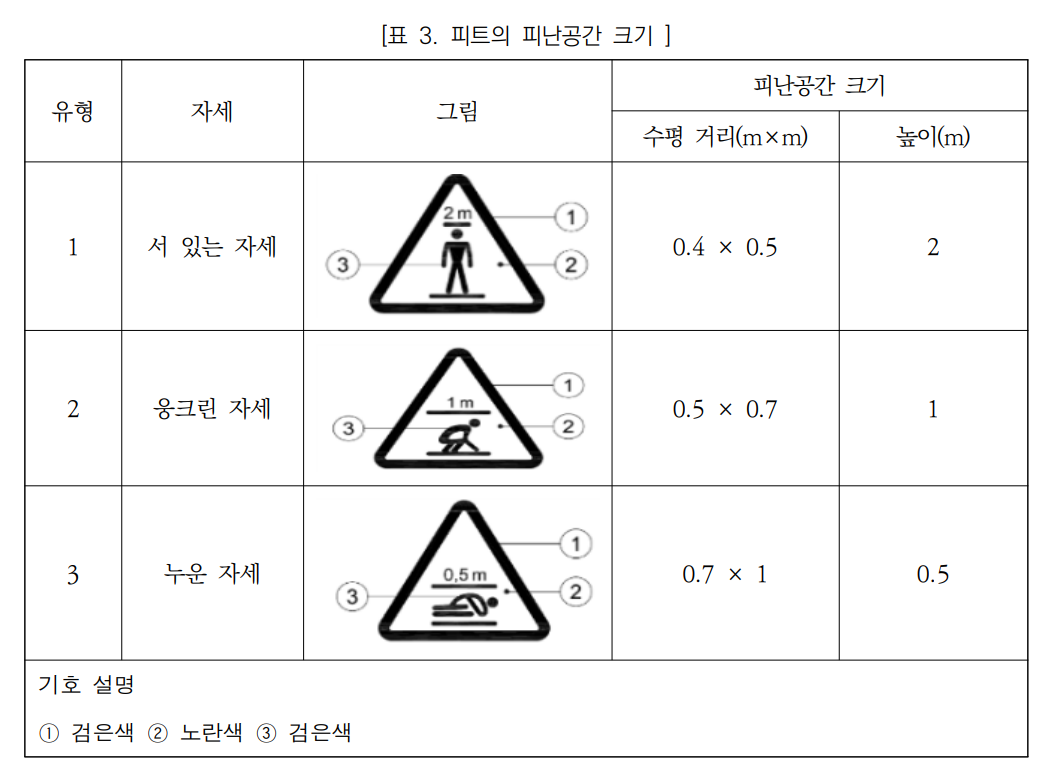 [표 3. 피트의 피난공간 크기 ]
유형 자세 그림 피난공간 크기
수평 거리(m×m) 높이(m)
1 서 있는 자세 2 m ① ② ③ 0.4 × 0.5 2
2 웅크린 자세 1 m ① ② ③ 0.5 × 0.7 1
3 누운 자세 0,5 m ① ② ③ 0.7 × 1 0.5
기호 설명
① 검은색 ② 노란색 ③ 검은색